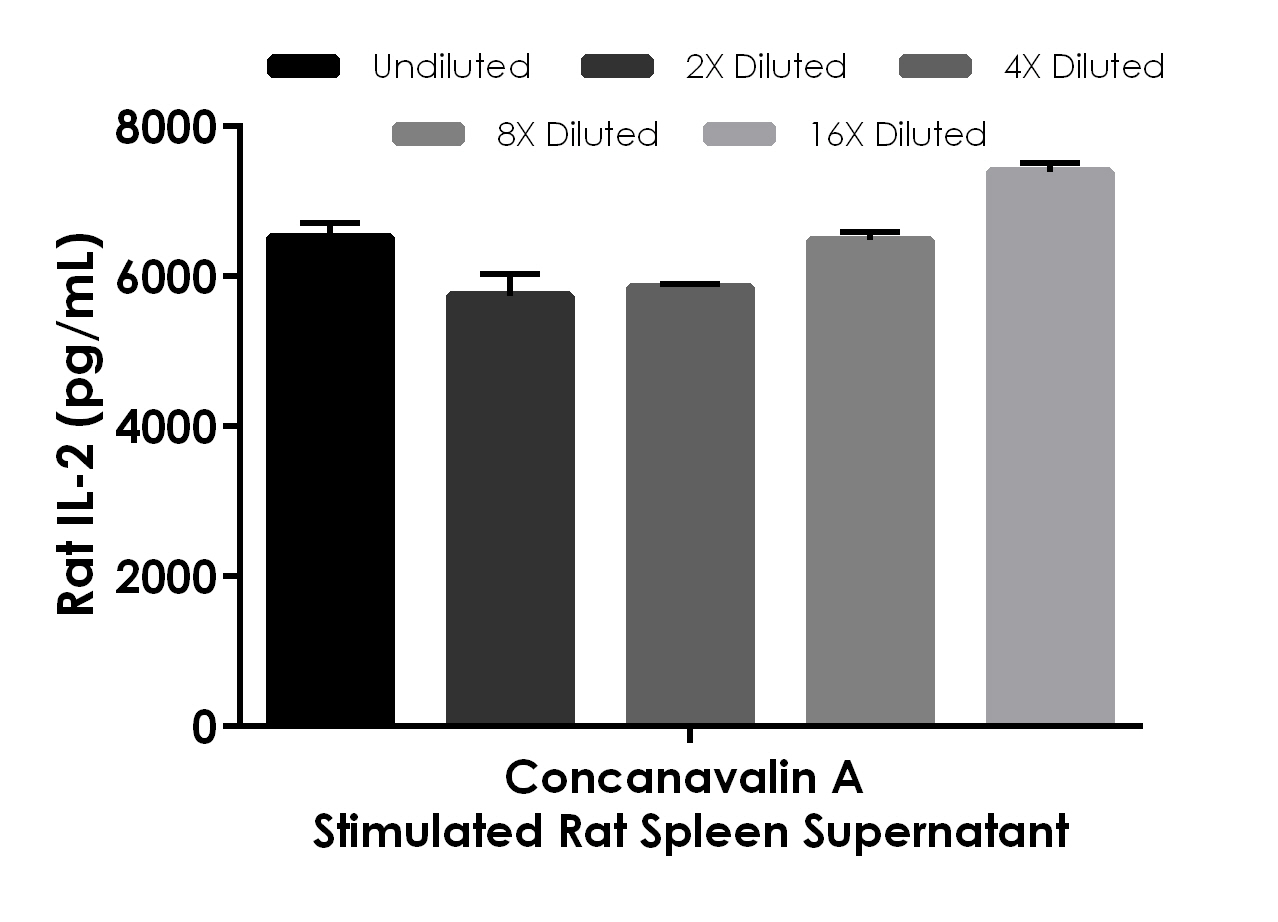 Undiluted 2X Diluted 4X Diluted
8X Diluted 16X Diluted
8000
6000
4000
2000
0
Rat IL-2 (pg/mL)
Concanavalin A
Stimulated Rat Spleen Supernatant